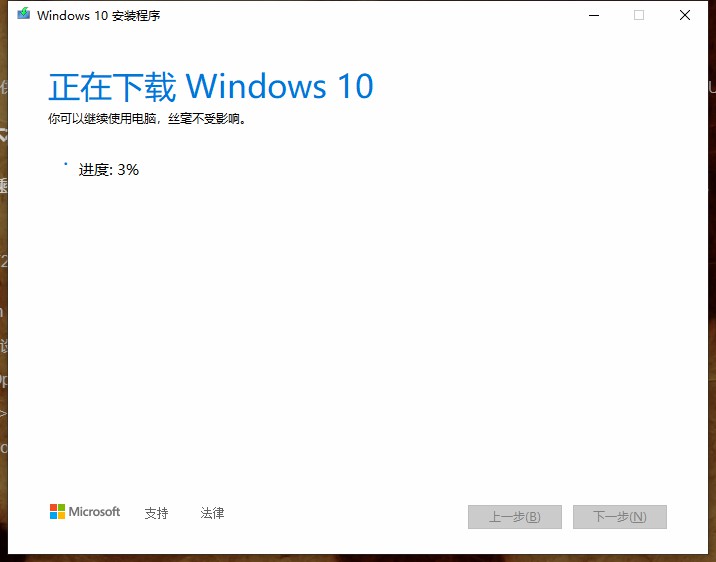 Windows 10 安装程序
正在下载 Windows 10
你可以继续使用电脑，丝毫不受影响。
进度: 3%
Microsoft 支持 法律 上一步(B) 下一步(N)